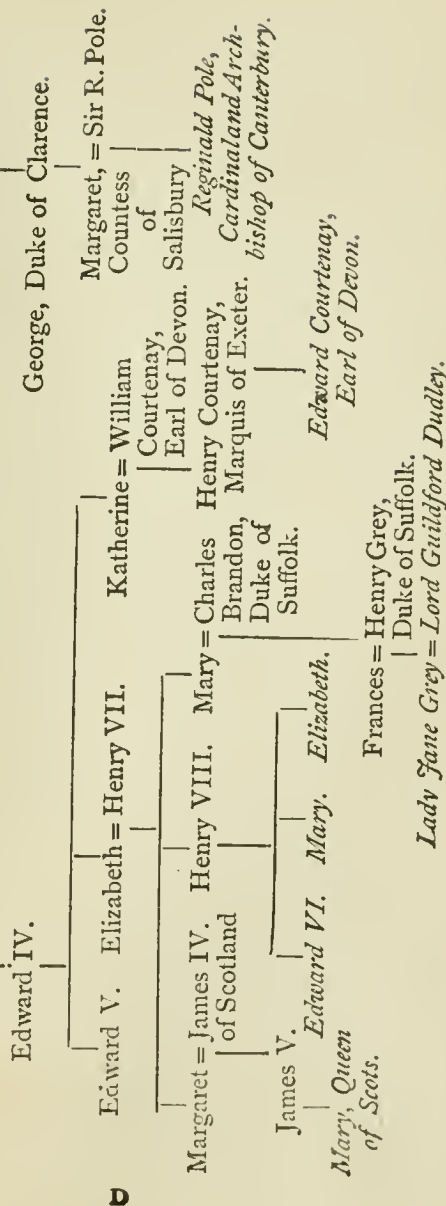 Edward IV.
George, Duke of Clarence.
Edward V.
Elizabeth = Henry VII.
Katherine = William
Courtenay,
Earl of Devon.
Margaret, = Sir R. Pole.
Countess
of
Salisbury
Margaret = James IV.
of Scotland
Henry VIII.
Mary = Charles
Brandon,
Duke of
Suffolk.
Henry Courtenay,
Marquis of Exeter.
Reginald Pole,
Cardinal and Arch-
bishop of Canterbury.
James V.
Edward VI.
Mary.
Elizabeth.
Frances = Henry Grey,
Duke of Suffolk.
Edward Courtenay,
Earl of Devon.
Mary, Queen
of Scots.
Lady Jane Grey = Lord Guildford Dudley.
D